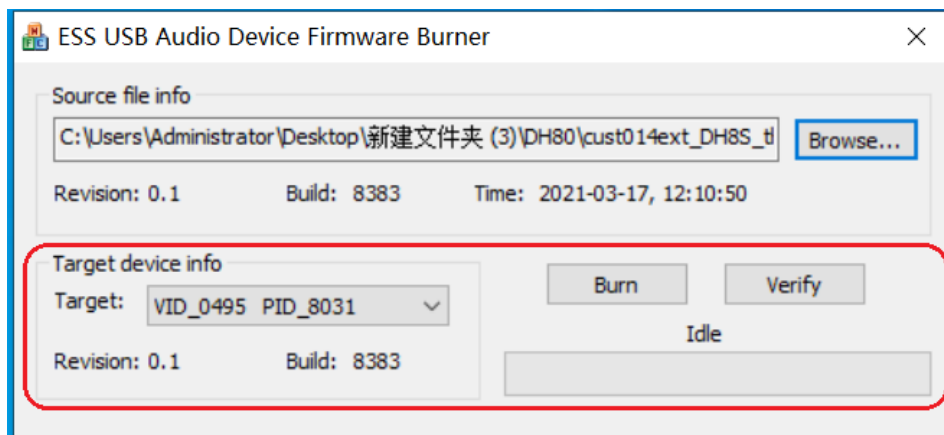 ESS USB Audio Device Firmware Burner
Source file info
C:\Users\Administrator\Desktop\新建文件夹 (3)\DH80\cust014ext_DH8S_tl Browse...
Revision: 0.1 Build: 8383 Time: 2021-03-17, 12:10:50
Target device info
Target: VID_0495 PID_8031 Burn Verify
Idle
Revision: 0.1 Build: 8383